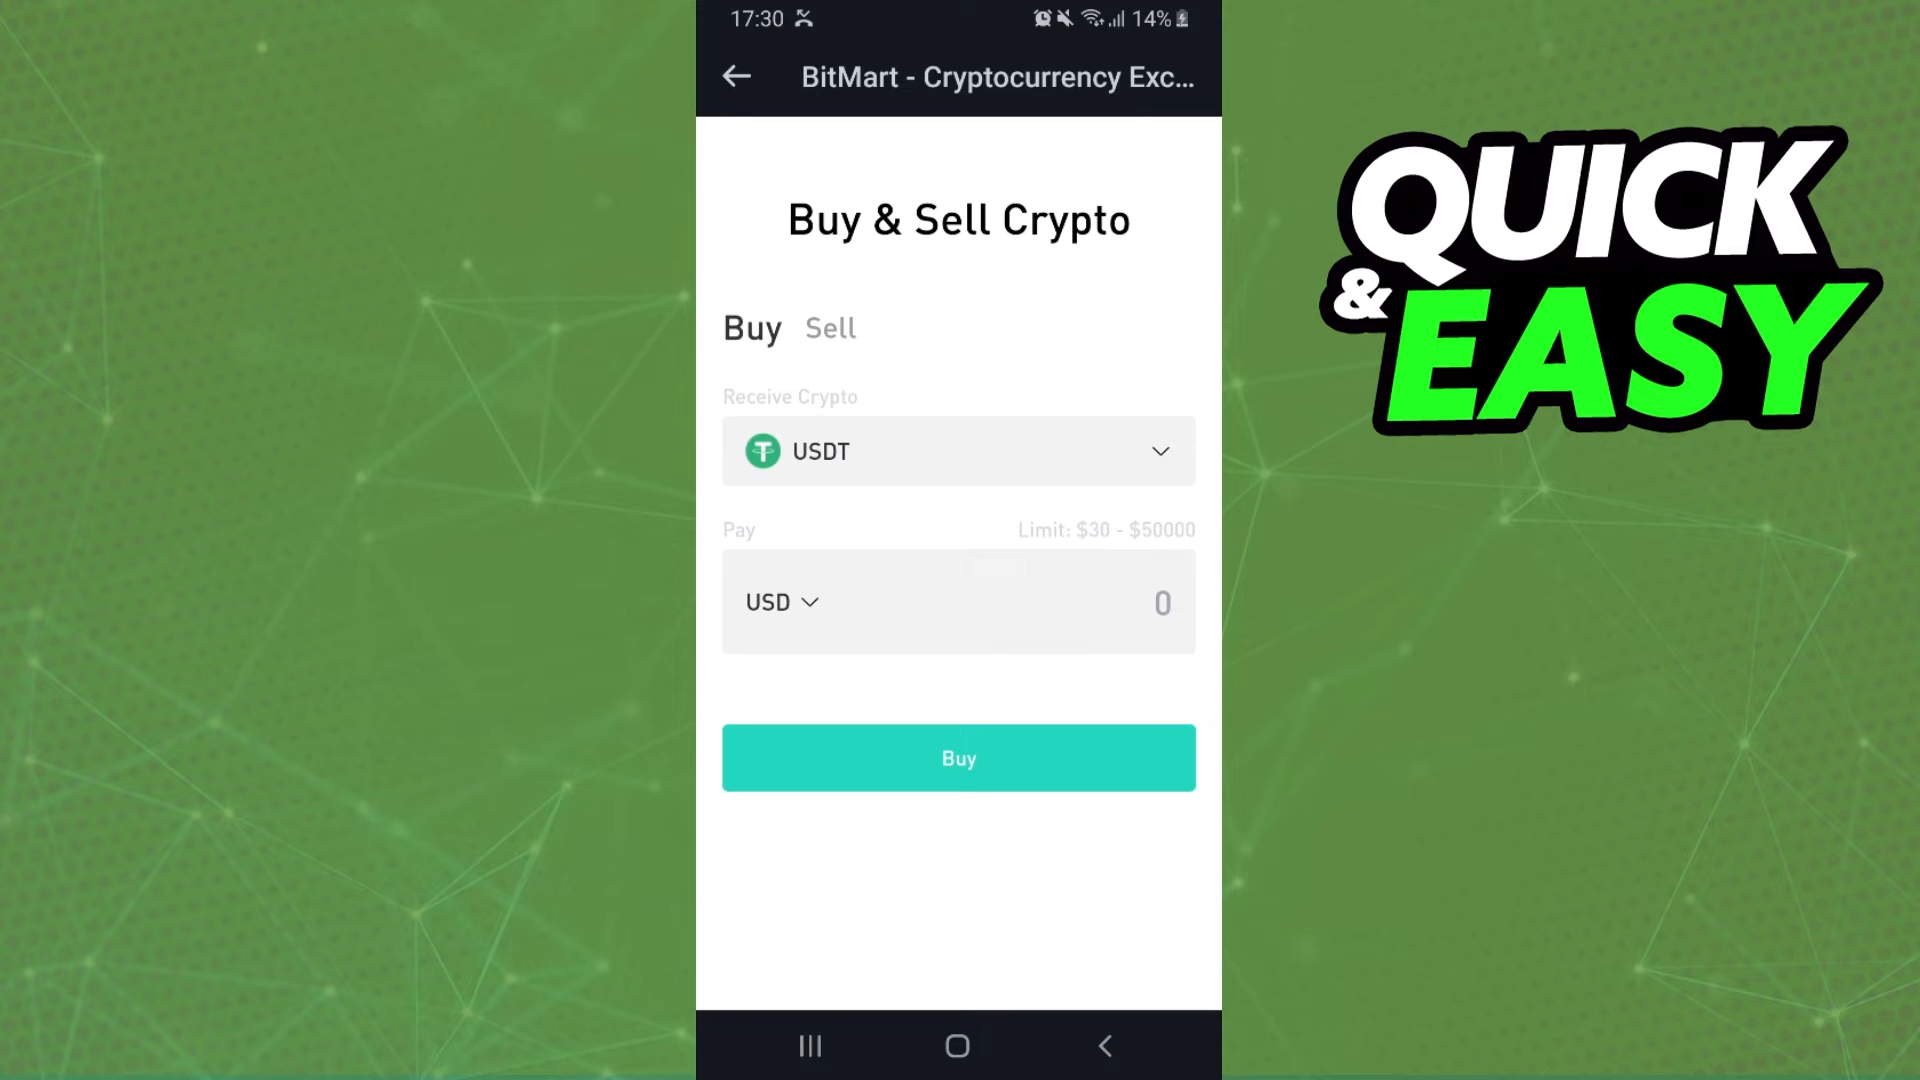 17:30 14%
BitMart - Cryptocurrency Exc...
Buy & Sell Crypto
Buy Sell
Receive Crypto
USDT
Pay Limit: $30 - $50000
USD 0
Buy
QUICK
& EASY